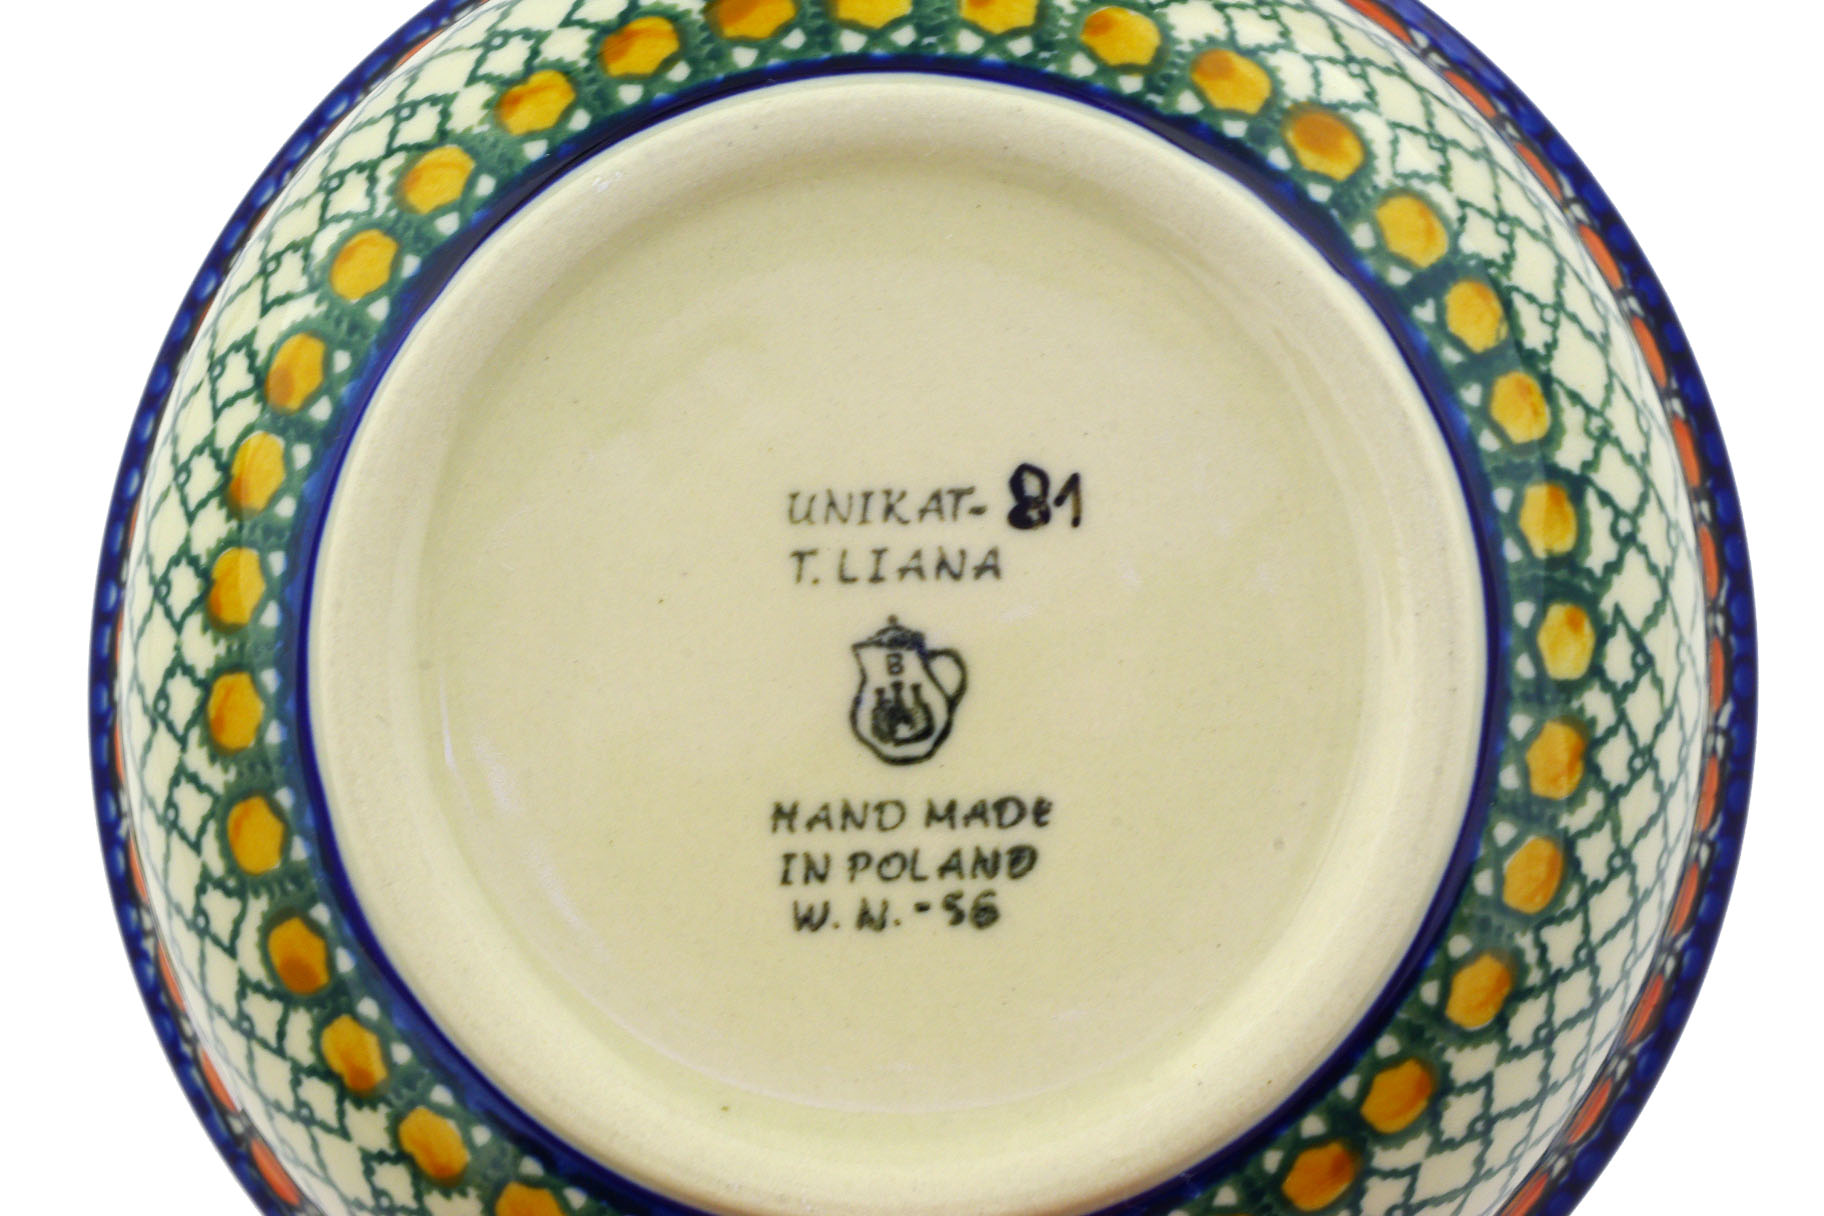 UNIKAT-81
T. LIANA
B
HAND MADE
IN POLAND
W. N. -56